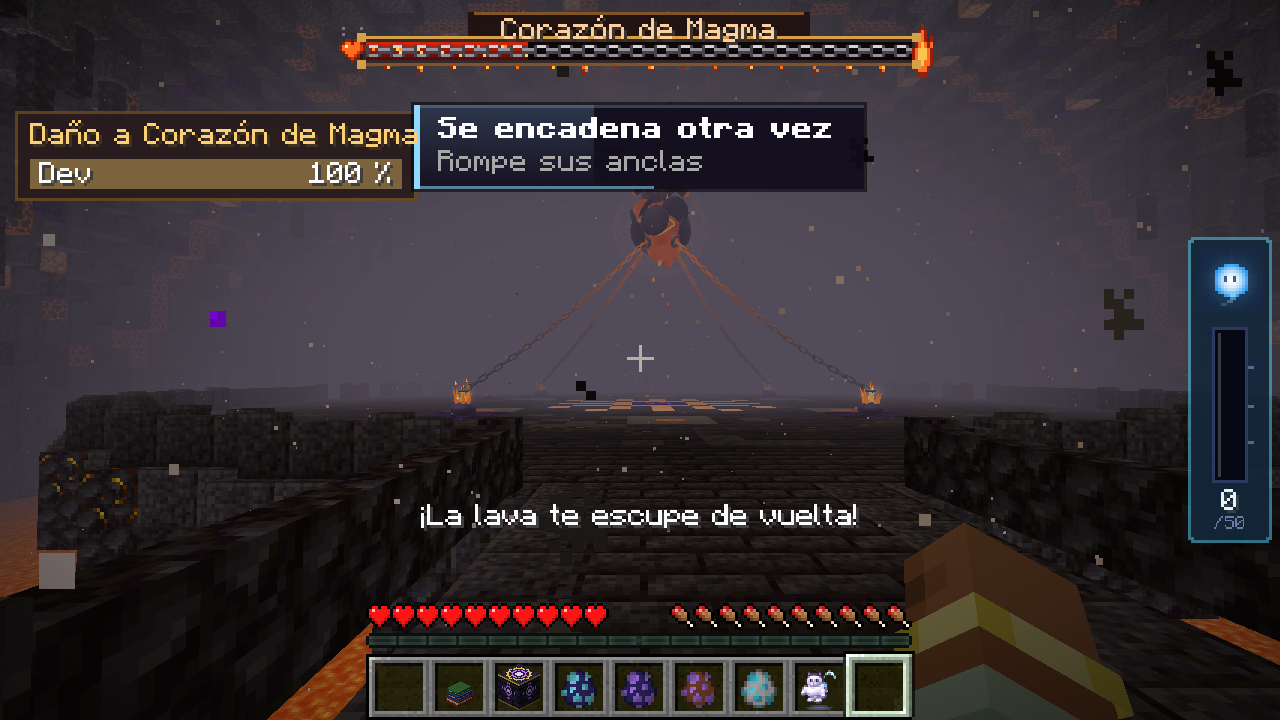 Corazón de Magma
Daño a Corazón de Magma
Dev 100 %
Se encadena otra vez
Rompe sus anclas
¡La lava te escupe de vuelta!
0
/50